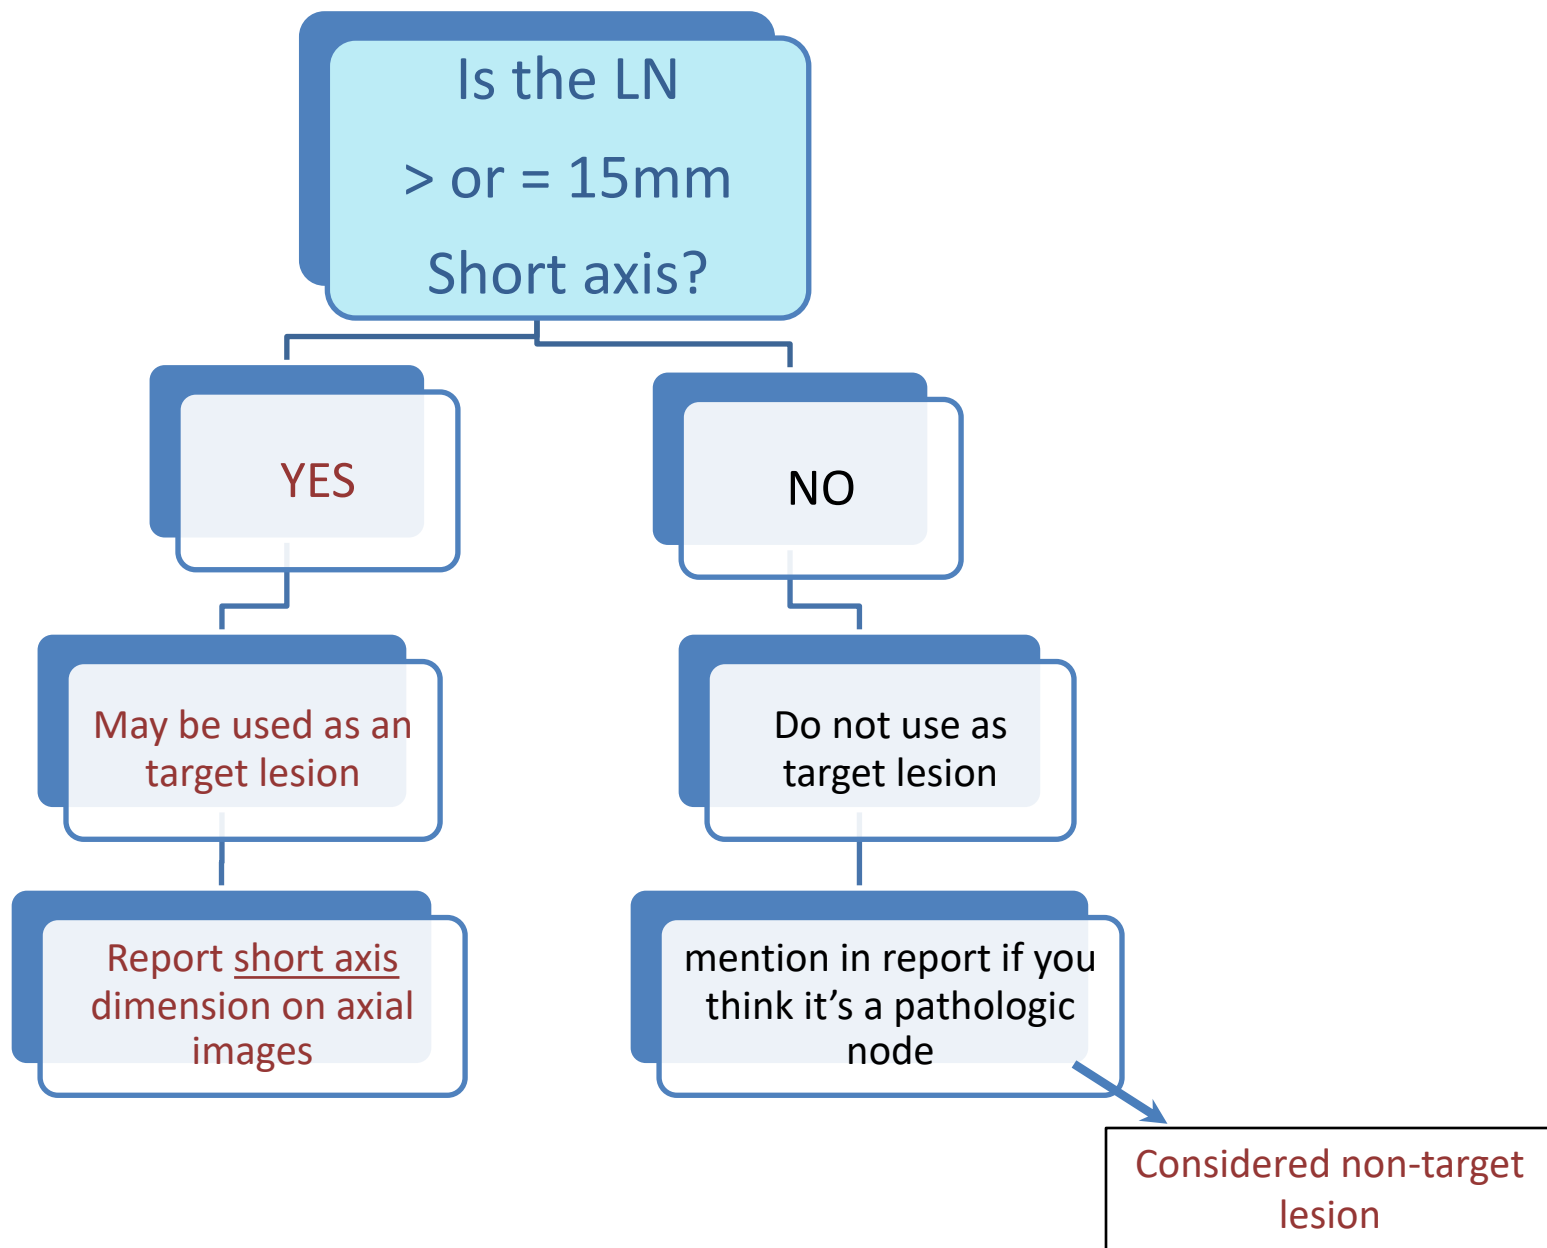 Is the LN
> or = 15mm
Short axis?
YES
NO
May be used as an
target lesion
Do not use as
target lesion
Report short axis
dimension on axial
images
mention in report if you
think it’s a pathologic
node
Considered non-target
lesion